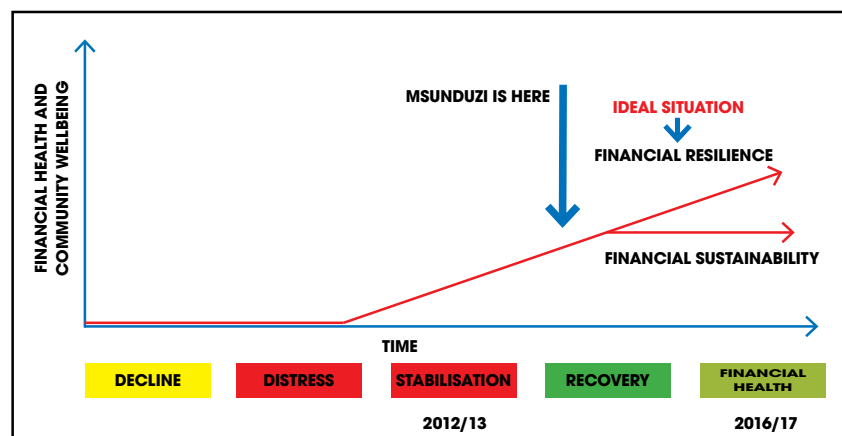 FINANCIAL HEALTH AND
COMMUNITY WELLBEING
MSUNDUZI IS HERE
IDEAL SITUATION
FINANCIAL RESILIENCE
FINANCIAL SUSTAINABILITY
TIME
DECLINE
DISTRESS
STABILISATION
RECOVERY
FINANCIAL
HEALTH
2012/13
2016/17